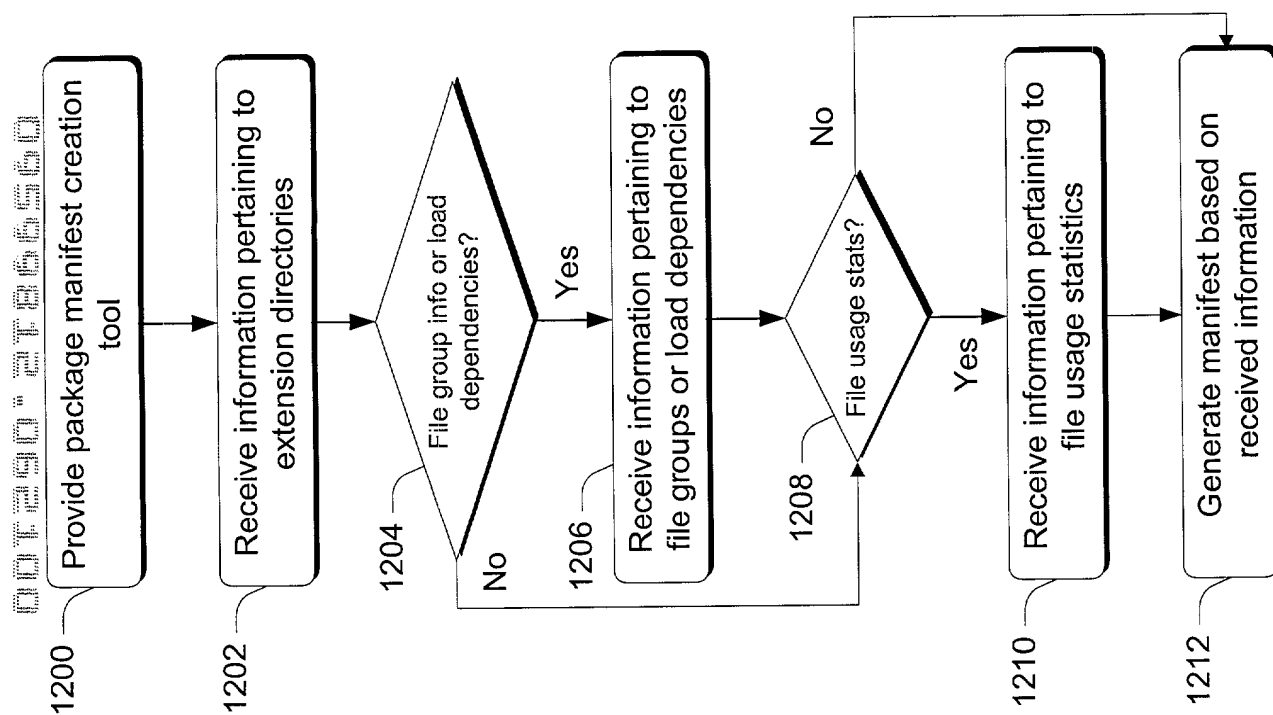 1200
Provide package manifest creation
tool
1202
Receive information pertaining to
extension directories
1204
File group info or load
dependencies?
No
Yes
1206
Receive information pertaining to
file groups or load dependencies
1208
File usage stats?
No
Yes
1210
Receive information pertaining to
file usage statistics
1212
Generate manifest based on
received information